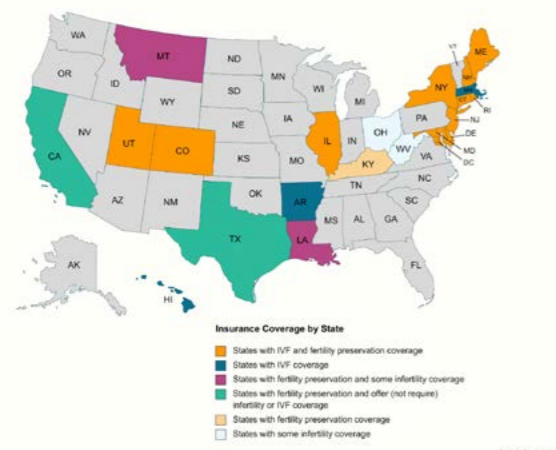 WA
MT
ND
MN
VT
ME
OR
ID
SD
WI
MI
NY
NH
MA
CT
RI
WY
NE
IA
PA
NJ
NV
UT
CO
KS
MO
IL
IN
OH
WV
VA
DE
MD
DC
CA
KY
NC
AZ
NM
OK
AR
TN
SC
TX
LA
MS
AL
GA
FL
AK
HI
Insurance Coverage by State
States with IVF and fertility preservation coverage
States with IVF coverage
States with fertility preservation and some infertility coverage
States with fertility preservation and offer (not require)
infertility or IVF coverage
States with fertility preservation coverage
States with some infertility coverage